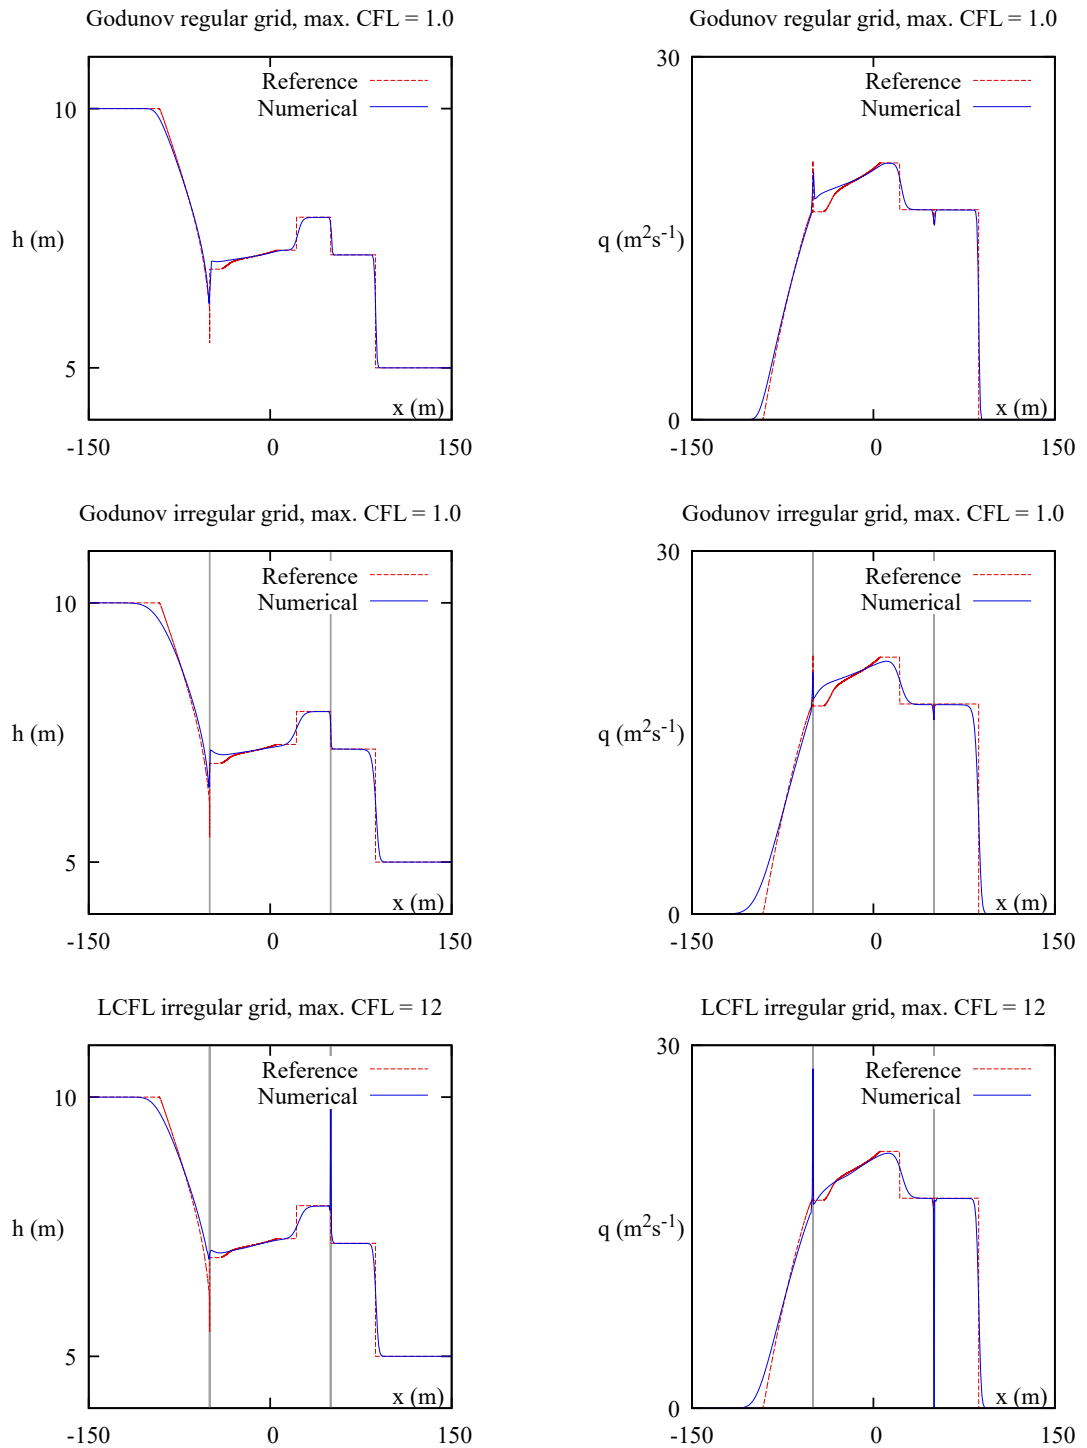 Godunov regular grid, max. CFL = 1.0
Reference
Numerical
10
h (m)
5
x (m)
-150 0 150
Godunov regular grid, max. CFL = 1.0
30
Reference
Numerical
q (m²s⁻¹)
0
x (m)
-150 0 150
Godunov irregular grid, max. CFL = 1.0
Reference
Numerical
10
h (m)
5
x (m)
-150 0 150
Godunov irregular grid, max. CFL = 1.0
30
Reference
Numerical
q (m²s⁻¹)
0
x (m)
-150 0 150
LCFL irregular grid, max. CFL = 12
Reference
Numerical
10
h (m)
5
x (m)
-150 0 150
LCFL irregular grid, max. CFL = 12
30
Reference
Numerical
q (m²s⁻¹)
0
x (m)
-150 0 150